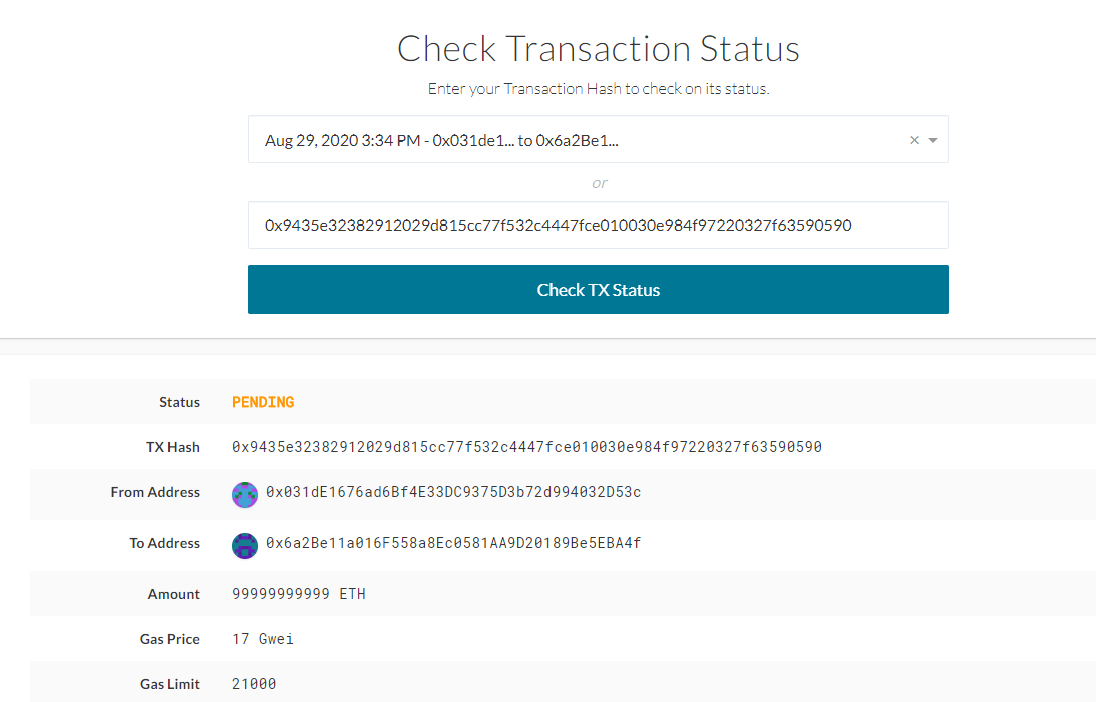 Check Transaction Status
Enter your Transaction Hash to check on its status.
Aug 29, 2020 3:34 PM - 0x031de1... to 0x6a2Be1...
or
0x9435e32382912029d815cc77f532c4447fce010030e984f97220327f63590590
Check TX Status
Status PENDING
TX Hash 0x9435e32382912029d815cc77f532c4447fce010030e984f97220327f63590590
From Address 0x031dE1676ad6Bf4E33DC9375D3b72d994032D53c
To Address 0x6a2Be11a016F558a8Ec0581AA9D20189Be5EBA4f
Amount 99999999999 ETH
Gas Price 17 Gwei
Gas Limit 21000